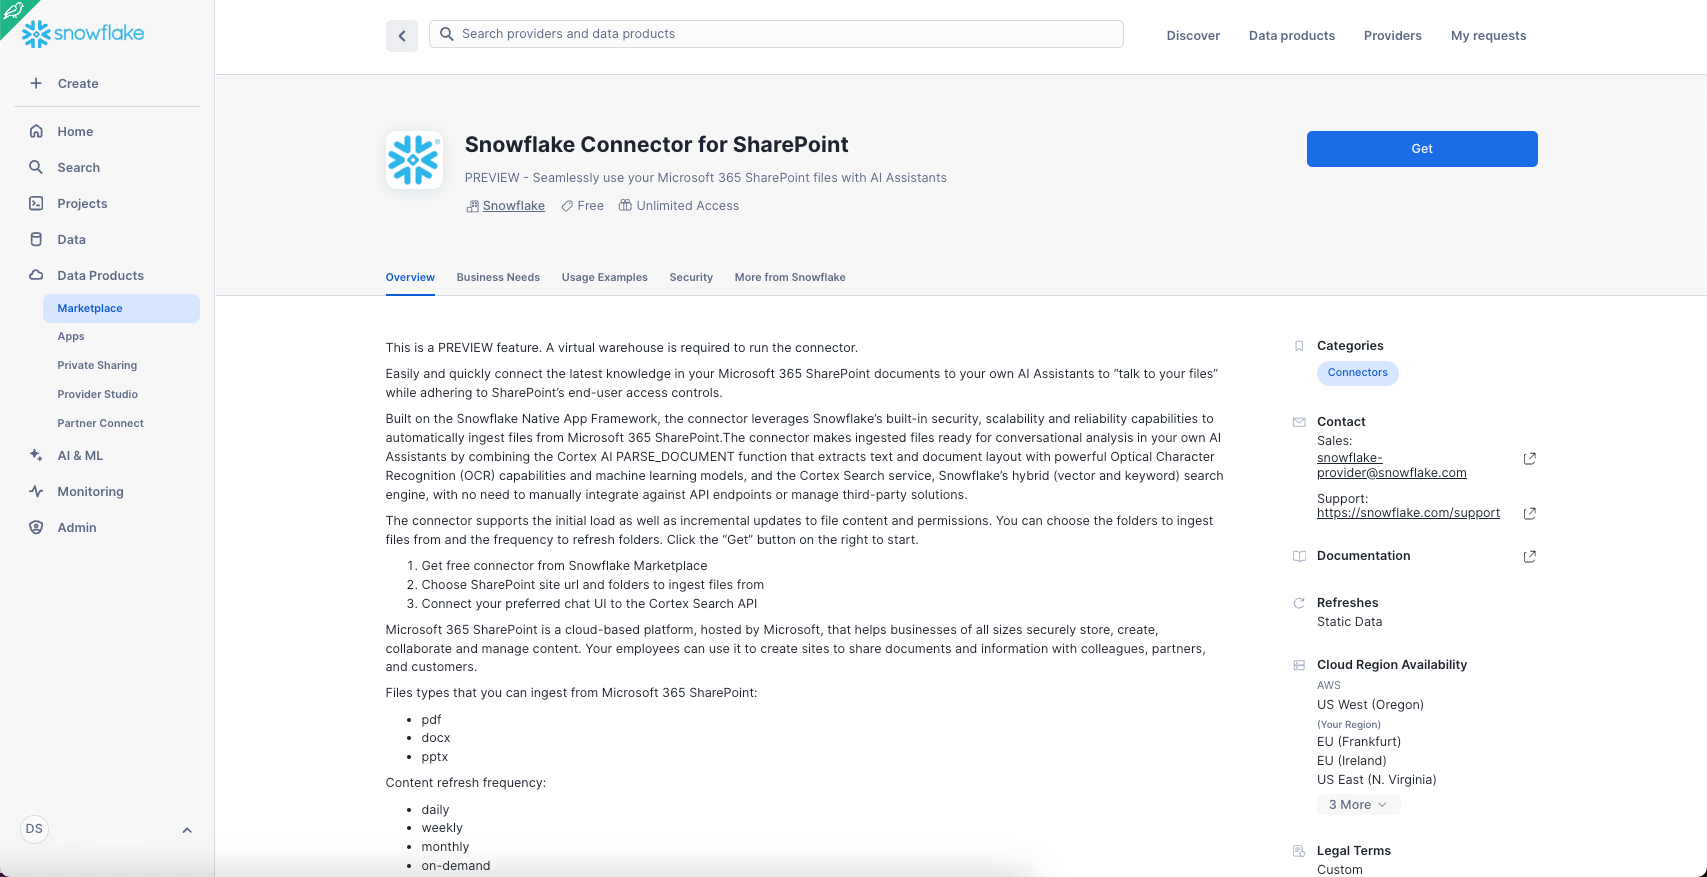 snowflake
Create
Home
Search
Projects
Data
Data Products
Marketplace
Apps
Private Sharing
Provider Studio
Partner Connect
AI & ML
Monitoring
Admin
DS
Search providers and data products
Discover
Data products
Providers
My requests
Snowflake Connector for SharePoint
PREVIEW - Seamlessly use your Microsoft 365 SharePoint files with AI Assistants
Snowflake
Free
Unlimited Access
Get
Overview
Business Needs
Usage Examples
Security
More from Snowflake
This is a PREVIEW feature. A virtual warehouse is required to run the connector.
Easily and quickly connect the latest knowledge in your Microsoft 365 SharePoint documents to your own AI Assistants to “talk to your files”
while adhering to SharePoint’s end-user access controls.
Built on the Snowflake Native App Framework, the connector leverages Snowflake’s built-in security, scalability and reliability capabilities to
automatically ingest files from Microsoft 365 SharePoint.The connector makes ingested files ready for conversational analysis in your own AI
Assistants by combining the Cortex AI PARSE_DOCUMENT function that extracts text and document layout with powerful Optical Character
Recognition (OCR) capabilities and machine learning models, and the Cortex Search service, Snowflake’s hybrid (vector and keyword) search
engine, with no need to manually integrate against API endpoints or manage third-party solutions.
The connector supports the initial load as well as incremental updates to file content and permissions. You can choose the folders to ingest
files from and the frequency to refresh folders. Click the “Get” button on the right to start.
1. Get free connector from Snowflake Marketplace
2. Choose SharePoint site url and folders to ingest files from
3. Connect your preferred chat UI to the Cortex Search API
Microsoft 365 SharePoint is a cloud-based platform, hosted by Microsoft, that helps businesses of all sizes securely store, create,
collaborate and manage content. Your employees can use it to create sites to share documents and information with colleagues, partners,
and customers.
Files types that you can ingest from Microsoft 365 SharePoint:
• pdf
• docx
• pptx
Content refresh frequency:
• daily
• weekly
• monthly
• on-demand
Categories
Connectors
Contact
Sales:
snowflake-
provider@snowflake.com
Support:
https://snowflake.com/support
Documentation
Refreshes
Static Data
Cloud Region Availability
AWS
US West (Oregon)
(Your Region)
EU (Frankfurt)
EU (Ireland)
US East (N. Virginia)
3 More
Legal Terms
Custom